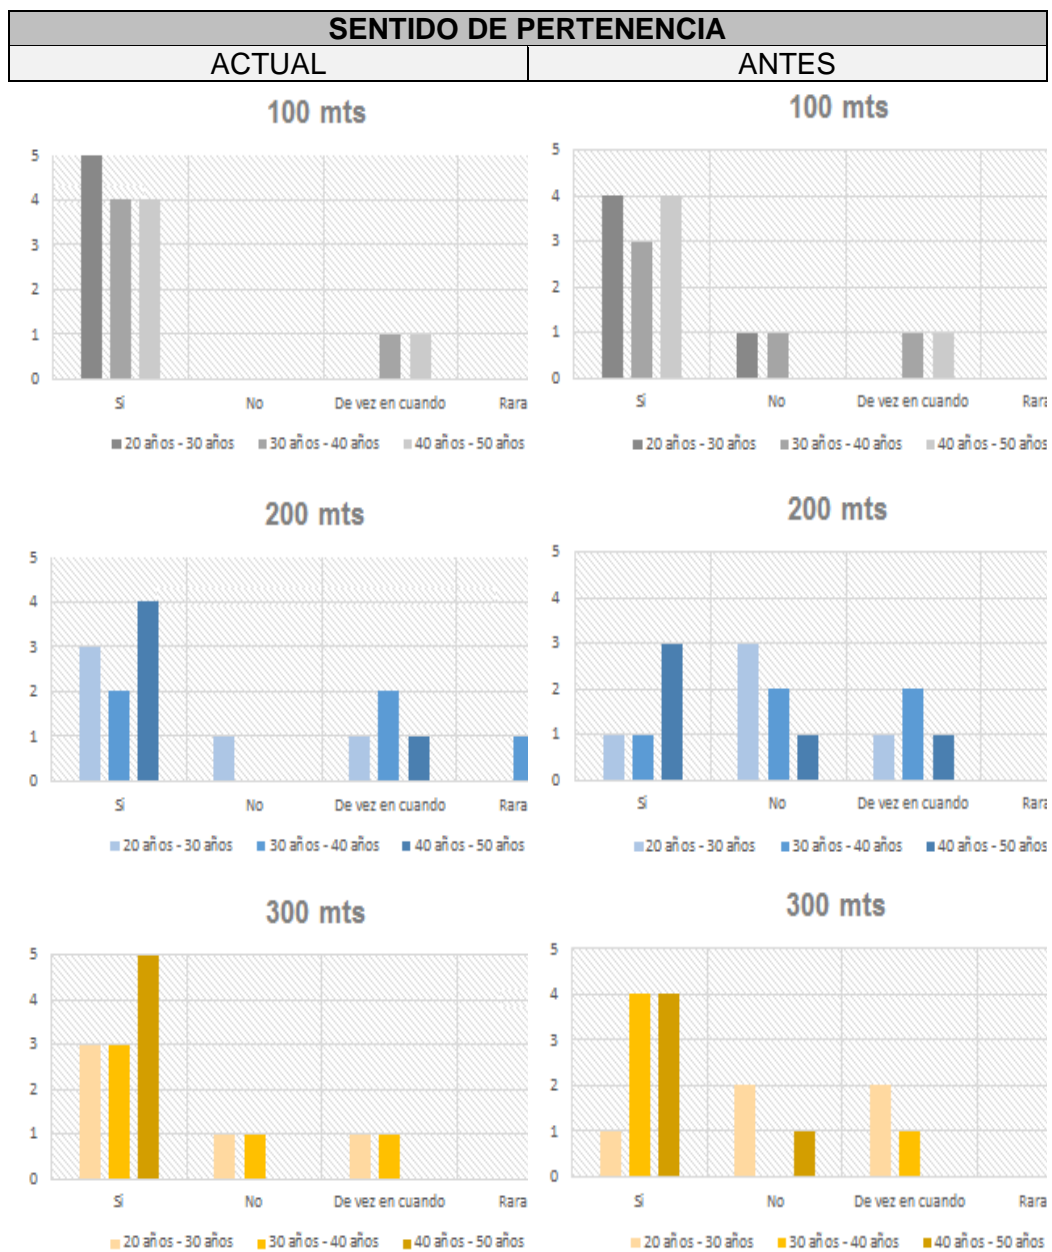 SENTIDO DE PERTENENCIA
ACTUAL ANTES
100 mts
5
4
3
2
1
0
Sí No De vez en cuando Rara
20 años - 30 años 30 años - 40 años 40 años - 50 años
100 mts
5
4
3
2
1
0
Sí No De vez en cuando Rara
20 años - 30 años 30 años - 40 años 40 años - 50 años
200 mts
5
4
3
2
1
0
Sí No De vez en cuando Rara
20 años - 30 años 30 años - 40 años 40 años - 50 años
200 mts
5
4
3
2
1
0
Sí No De vez en cuando Rara
20 años - 30 años 30 años - 40 años 40 años - 50 años
300 mts
5
4
3
2
1
0
Sí No De vez en cuando Rara
20 años - 30 años 30 años - 40 años 40 años - 50 años
300 mts
5
4
3
2
1
0
Sí No De vez en cuando Rara
20 años - 30 años 30 años - 40 años 40 años - 50 años